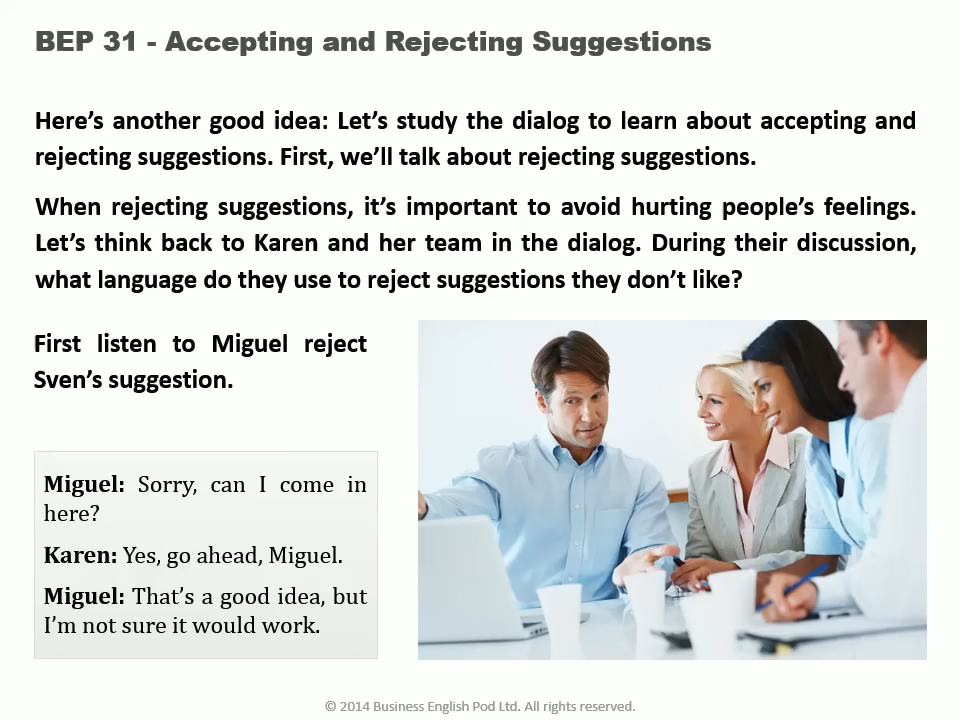 BEP 31 - Accepting and Rejecting Suggestions
Here’s another good idea: Let’s study the dialog to learn about accepting and
rejecting suggestions. First, we’ll talk about rejecting suggestions.
When rejecting suggestions, it’s important to avoid hurting people’s feelings.
Let’s think back to Karen and her team in the dialog. During their discussion,
what language do they use to reject suggestions they don’t like?
First listen to Miguel reject
Sven’s suggestion.
Miguel: Sorry, can I come in
here?
Karen: Yes, go ahead, Miguel.
Miguel: That’s a good idea, but
I’m not sure it would work.
© 2014 Business English Pod Ltd. All rights reserved.